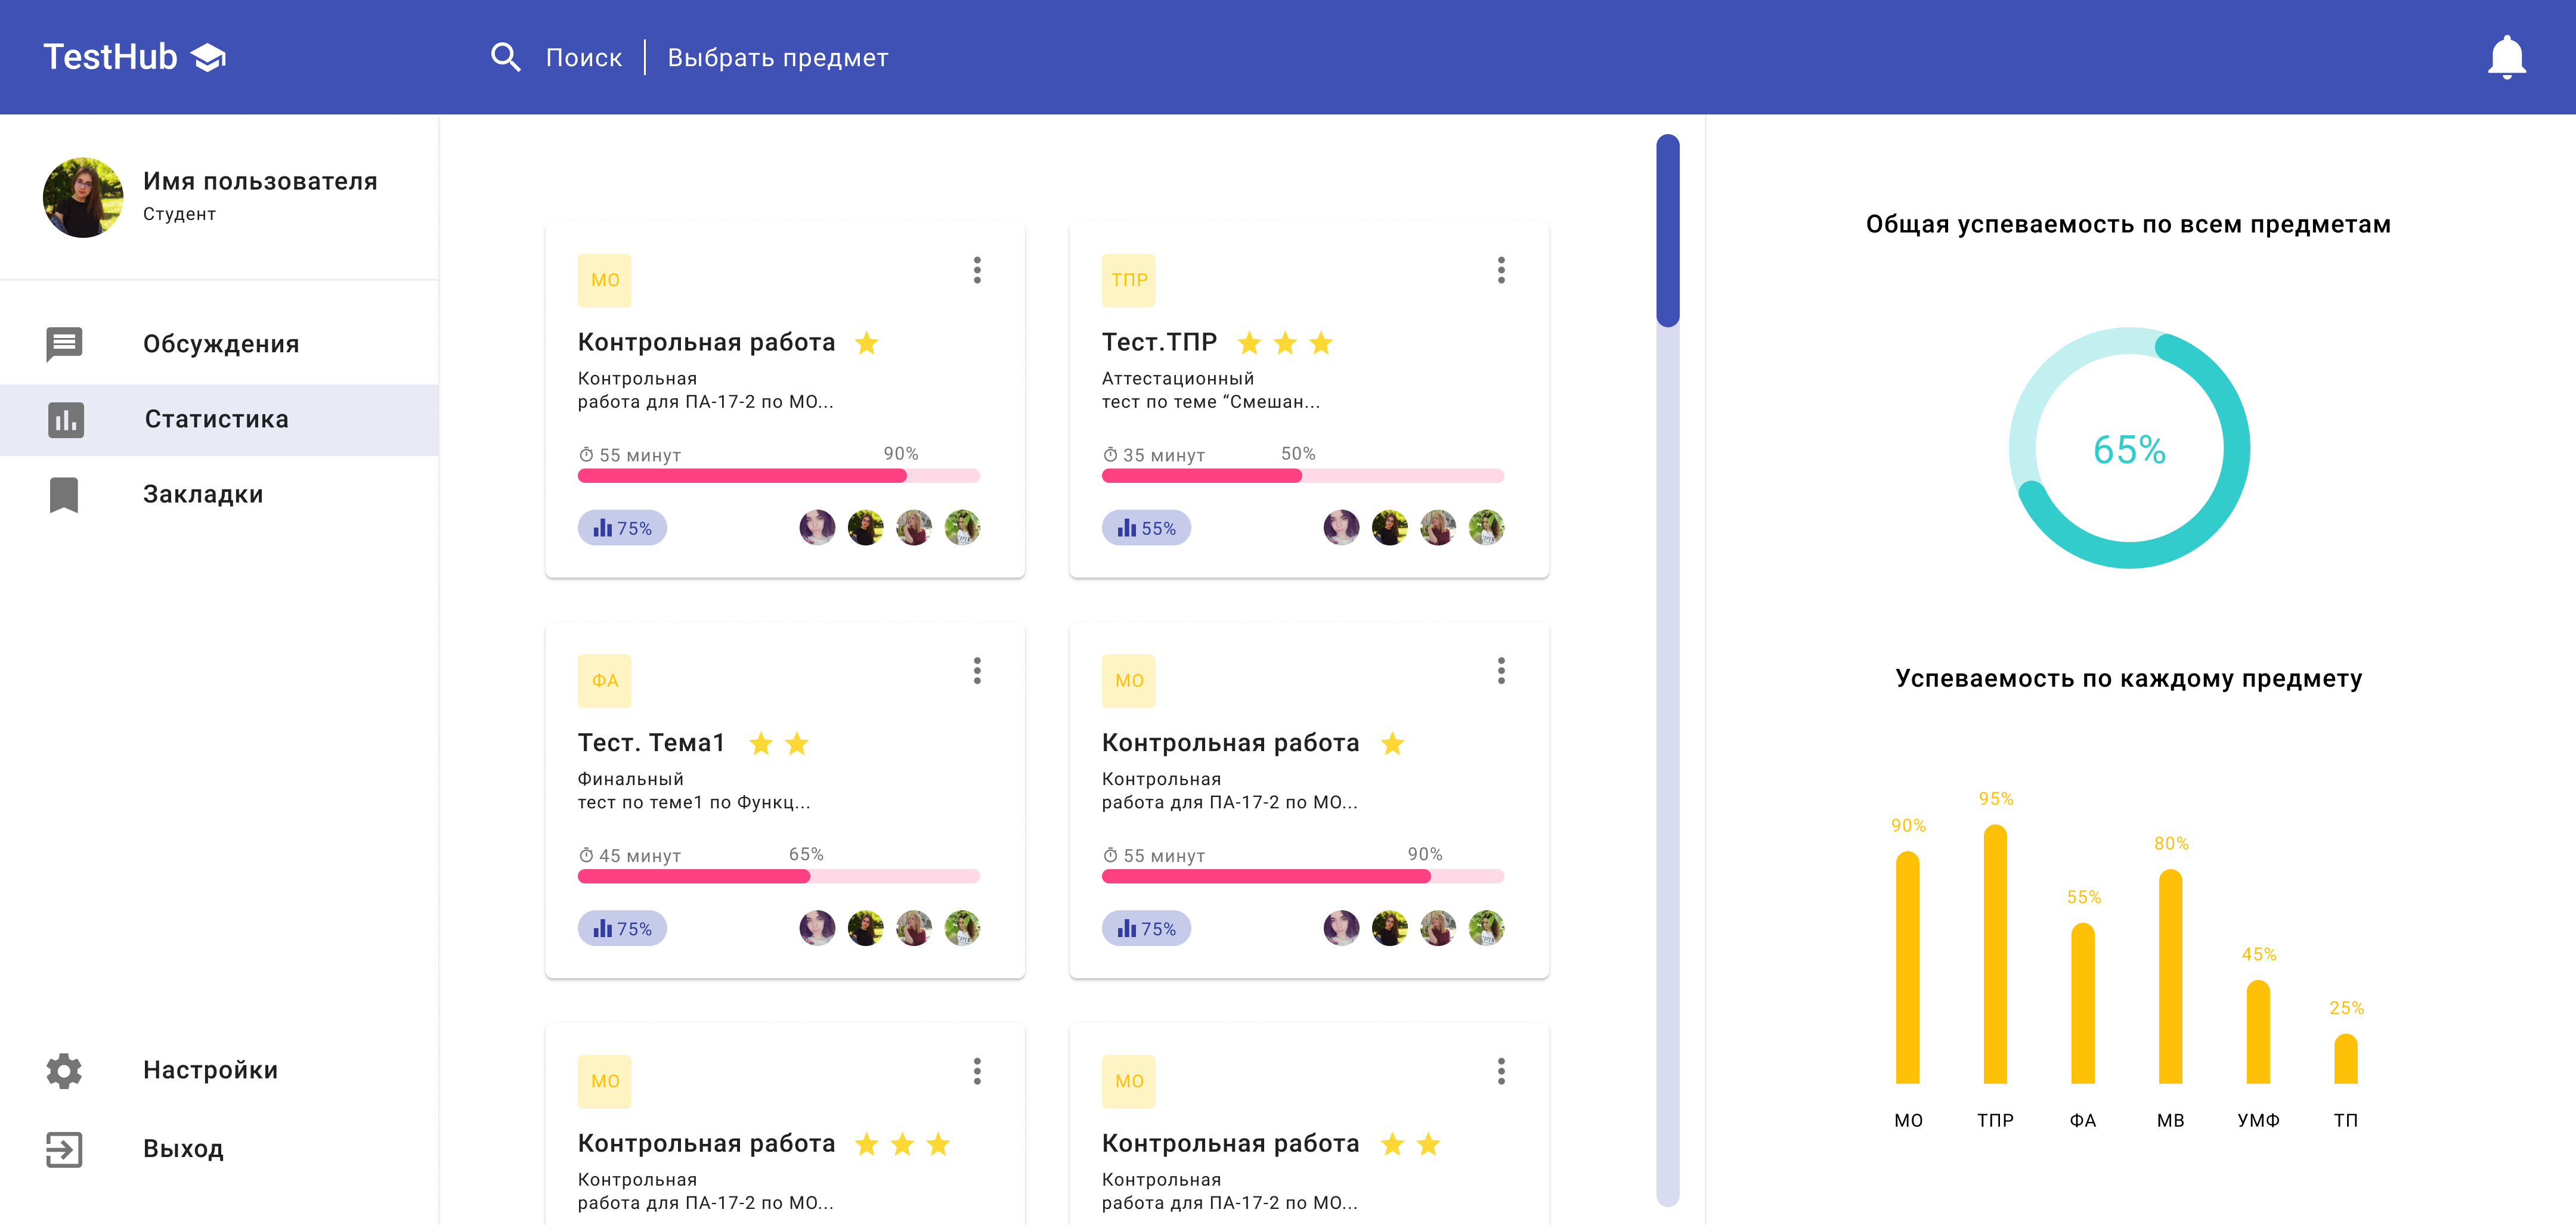 TestHub
Поиск
Выбрать предмет
Имя пользователя
Студент
Обсуждения
Статистика
Закладки
Настройки
Выход
МО
Контрольная работа
Контрольная
работа для ПА-17-2 по МО...
55 минут
90%
75%
ТПР
Тест.ТПР
Аттестационный
тест по теме “Смешан...
35 минут
50%
55%
ФА
Тест. Тема1
Финальный
тест по теме1 по Функц...
45 минут
65%
75%
МО
Контрольная работа
Контрольная
работа для ПА-17-2 по МО...
55 минут
90%
75%
МО
Контрольная работа
Контрольная
работа для ПА-17-2 по МО...
МО
Контрольная работа
Контрольная
работа для ПА-17-2 по МО...
Общая успеваемость по всем предметам
65%
Успеваемость по каждому предмету
90%
95%
55%
80%
45%
25%
МО
ТПР
ФА
МВ
УМФ
ТП